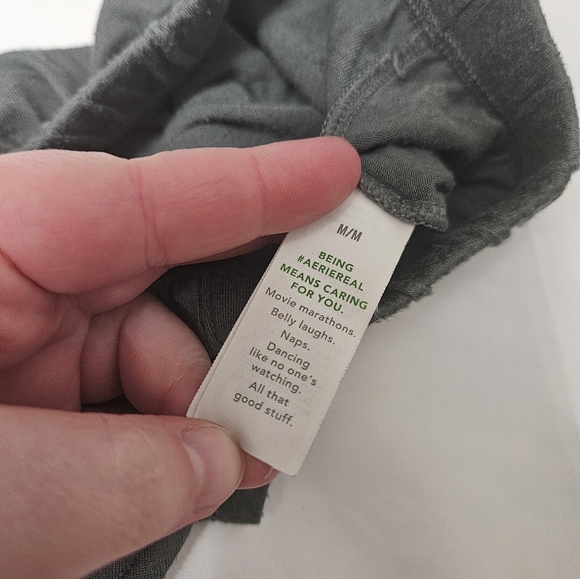 M/M
BEING
#AERIEREAL
MEANS CARING
FOR YOU.
Movie marathons.
Belly laughs.
Naps.
Dancing
like no one's
watching.
All that
good stuff.